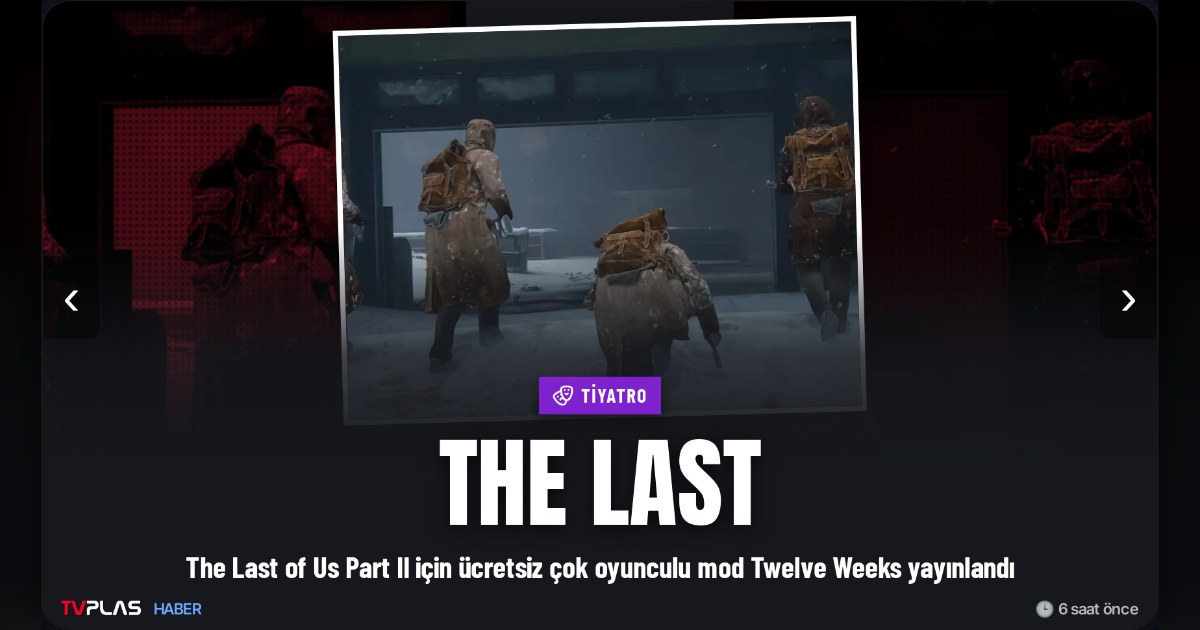 TİYATRO
THE LAST
The Last of Us Part II için ücretsiz çok oyunculu mod Twelve Weeks yayınlandı
TVPLAS HABER
6 saat önce